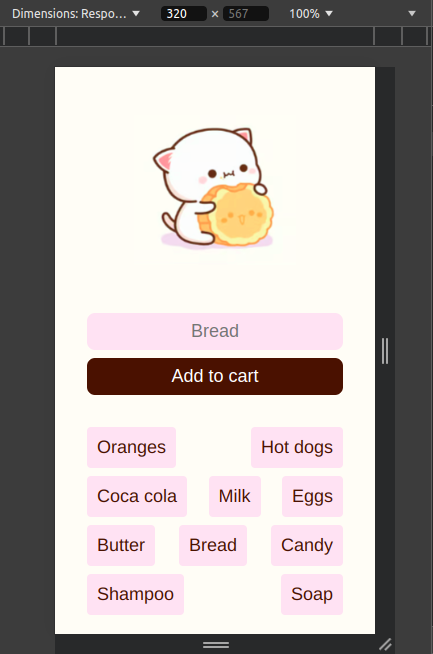 Dimensions: Respo... 320 × 567 100%
Bread
Add to cart
Oranges Hot dogs
Coca cola Milk Eggs
Butter Bread Candy
Shampoo Soap